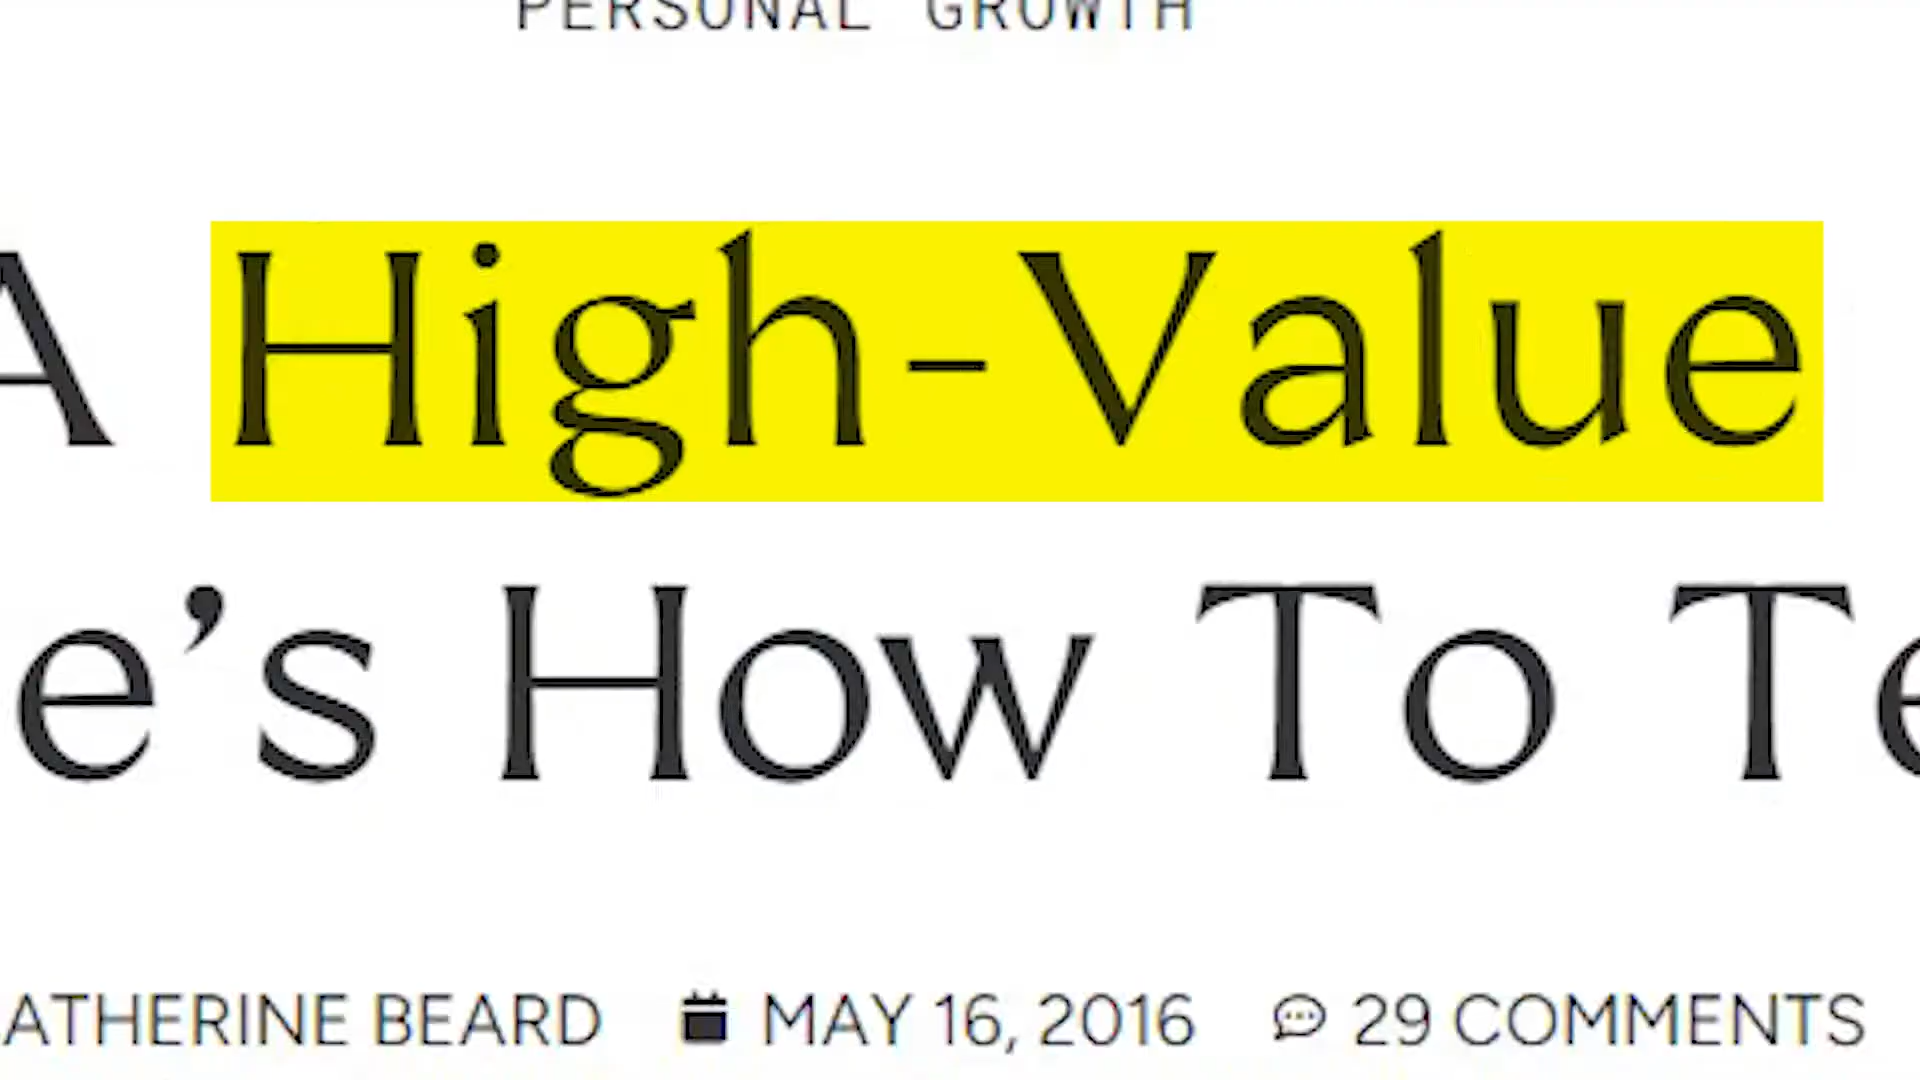 PERSONAL GROWTH
A High-Value
e’s How To Te
ATHERINE BEARD MAY 16, 2016 29 COMMENTS